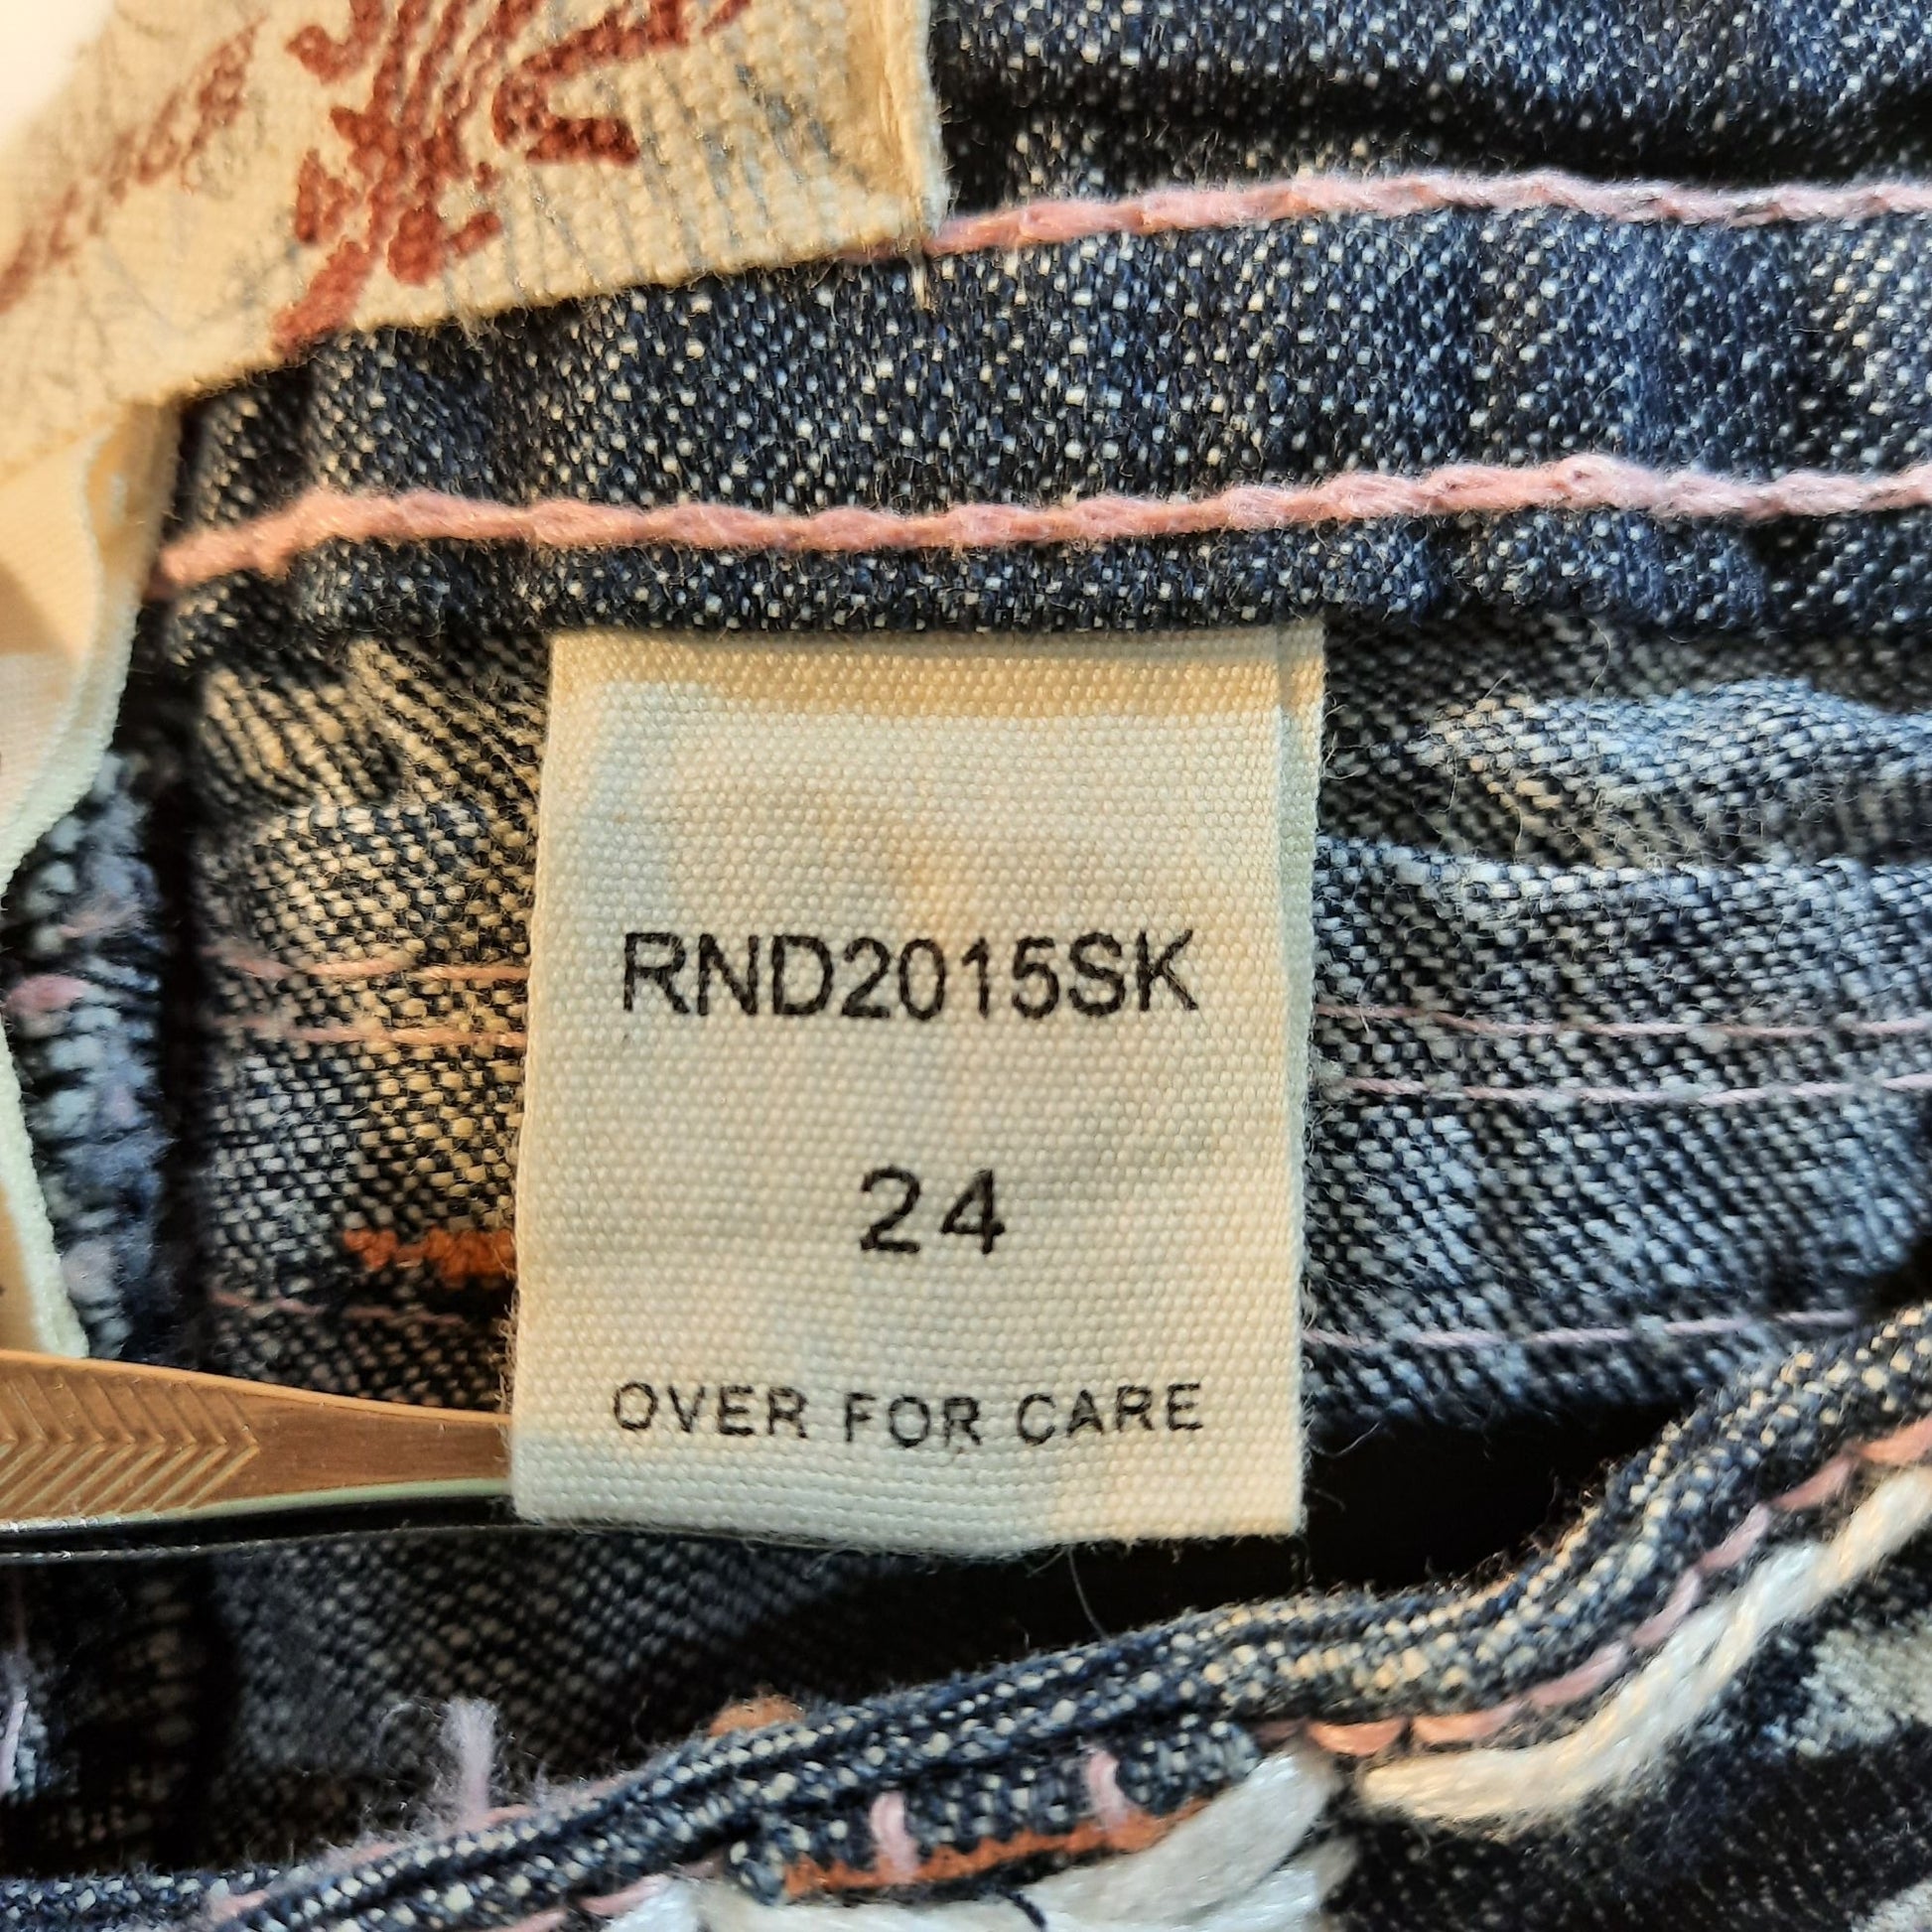 RND2015SK
24
OVER FOR CARE